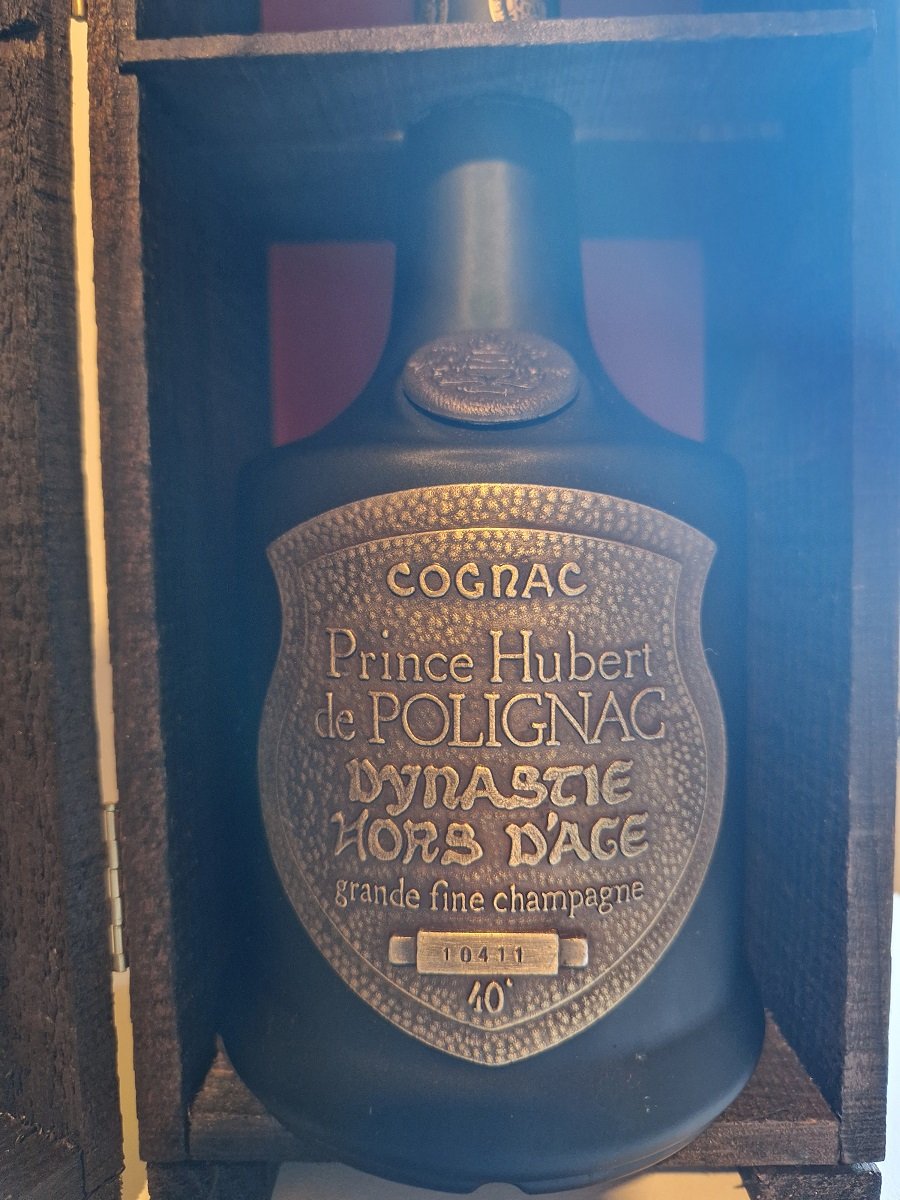 COGNAC
Prince Hubert
de POLIGNAC
DYNASTIE
HORS D'AGE
grande fine champagne
10411
40°